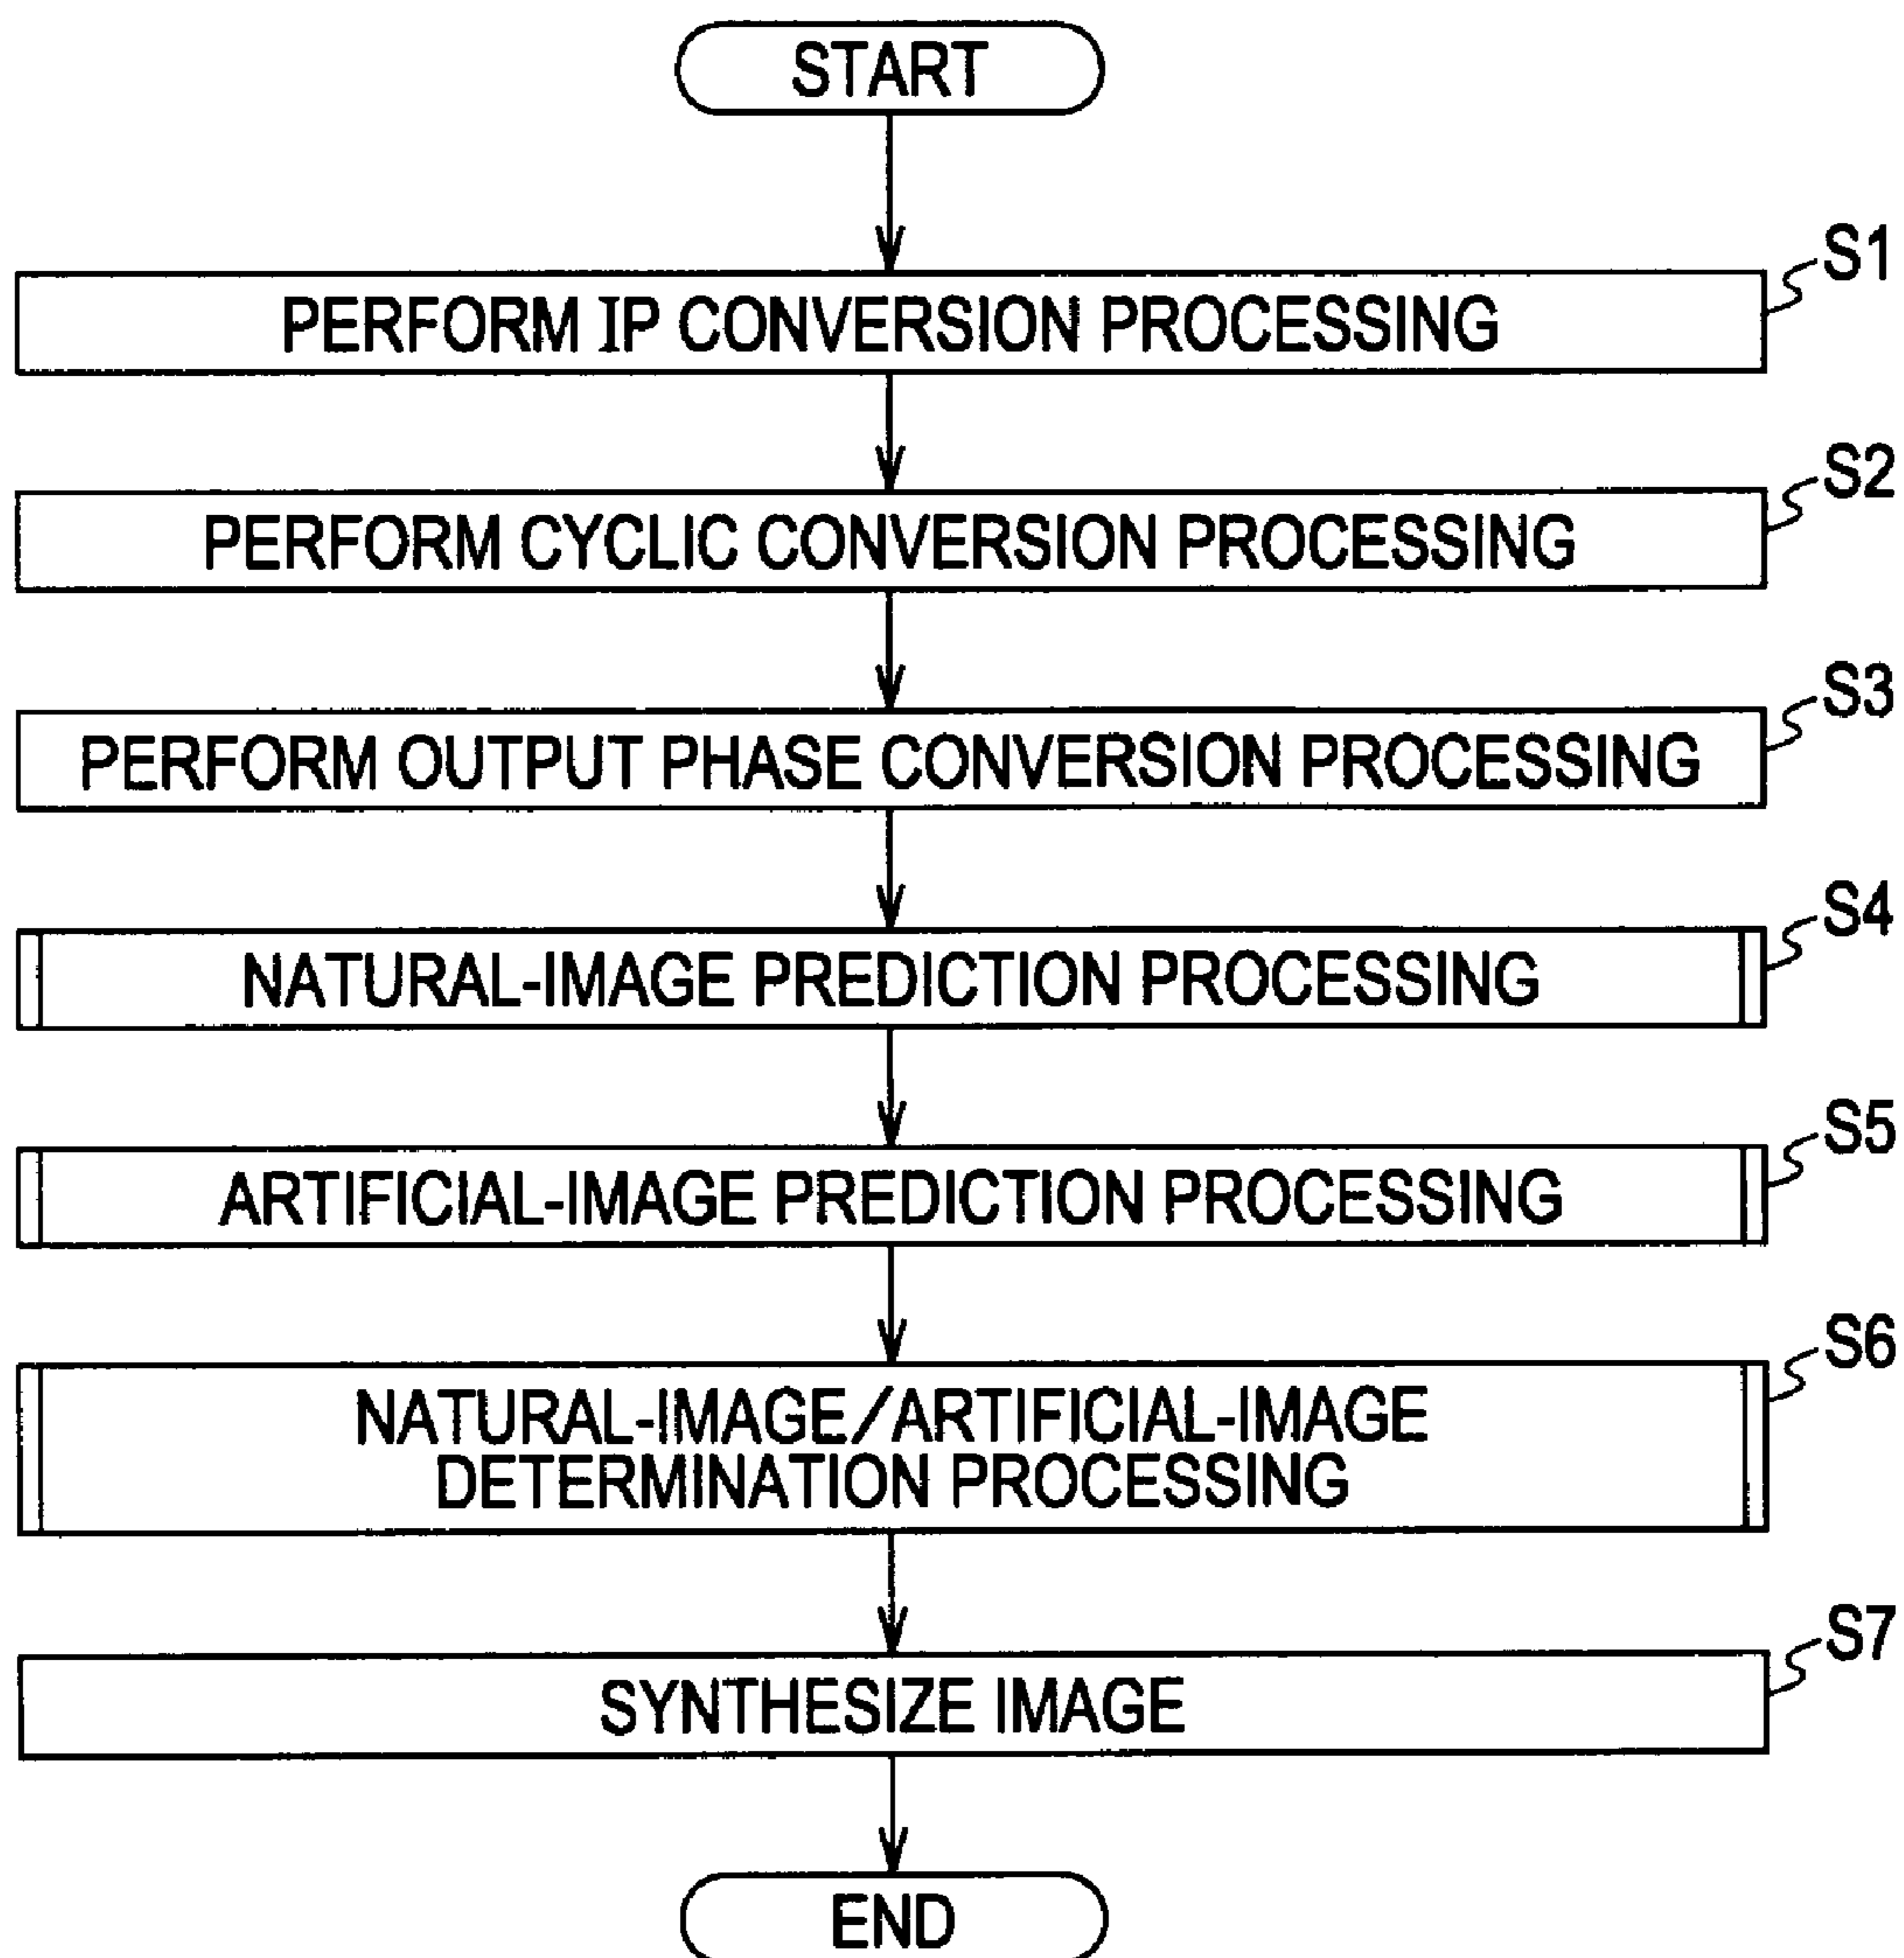 START
S1
PERFORM IP CONVERSION PROCESSING
S2
PERFORM CYCLIC CONVERSION PROCESSING
S3
PERFORM OUTPUT PHASE CONVERSION PROCESSING
S4
NATURAL-IMAGE PREDICTION PROCESSING
S5
ARTIFICIAL-IMAGE PREDICTION PROCESSING
S6
NATURAL-IMAGE/ARTIFICIAL-IMAGE
DETERMINATION PROCESSING
S7
SYNTHESIZE IMAGE
END